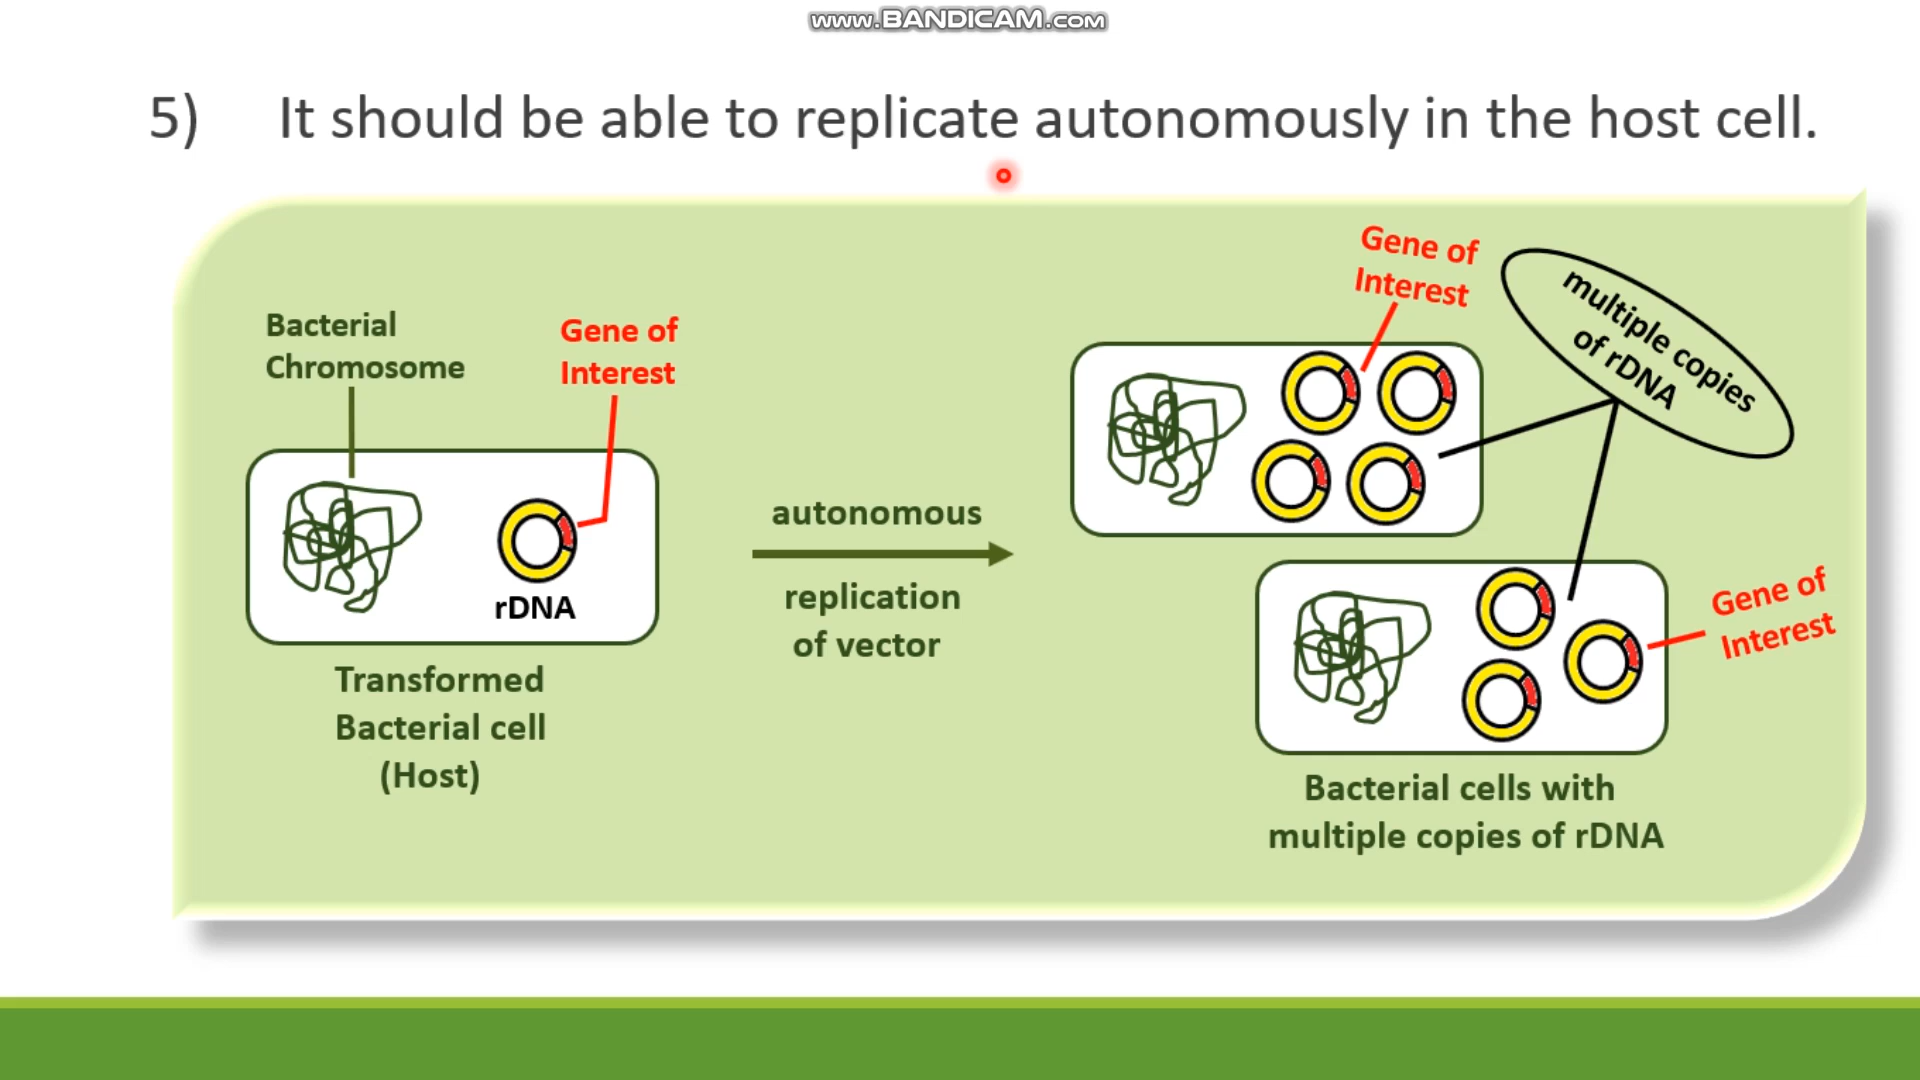 www.BANDICAM.com
5) It should be able to replicate autonomously in the host cell.
Bacterial
Chromosome
Gene of
Interest
rDNA
Transformed
Bacterial cell
(Host)
autonomous
replication
of vector
Gene of
Interest
multiple copies
of rDNA
Gene of
Interest
Bacterial cells with
multiple copies of rDNA